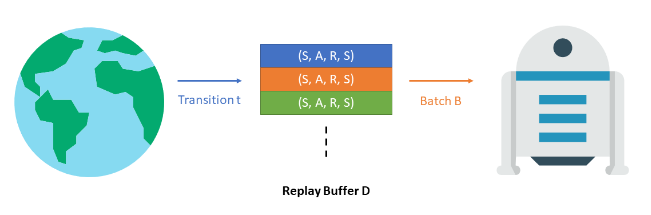 (S, A, R, S)
Transition t
(S, A, R, S)
Batch B
(S, A, R, S)
Replay Buffer D